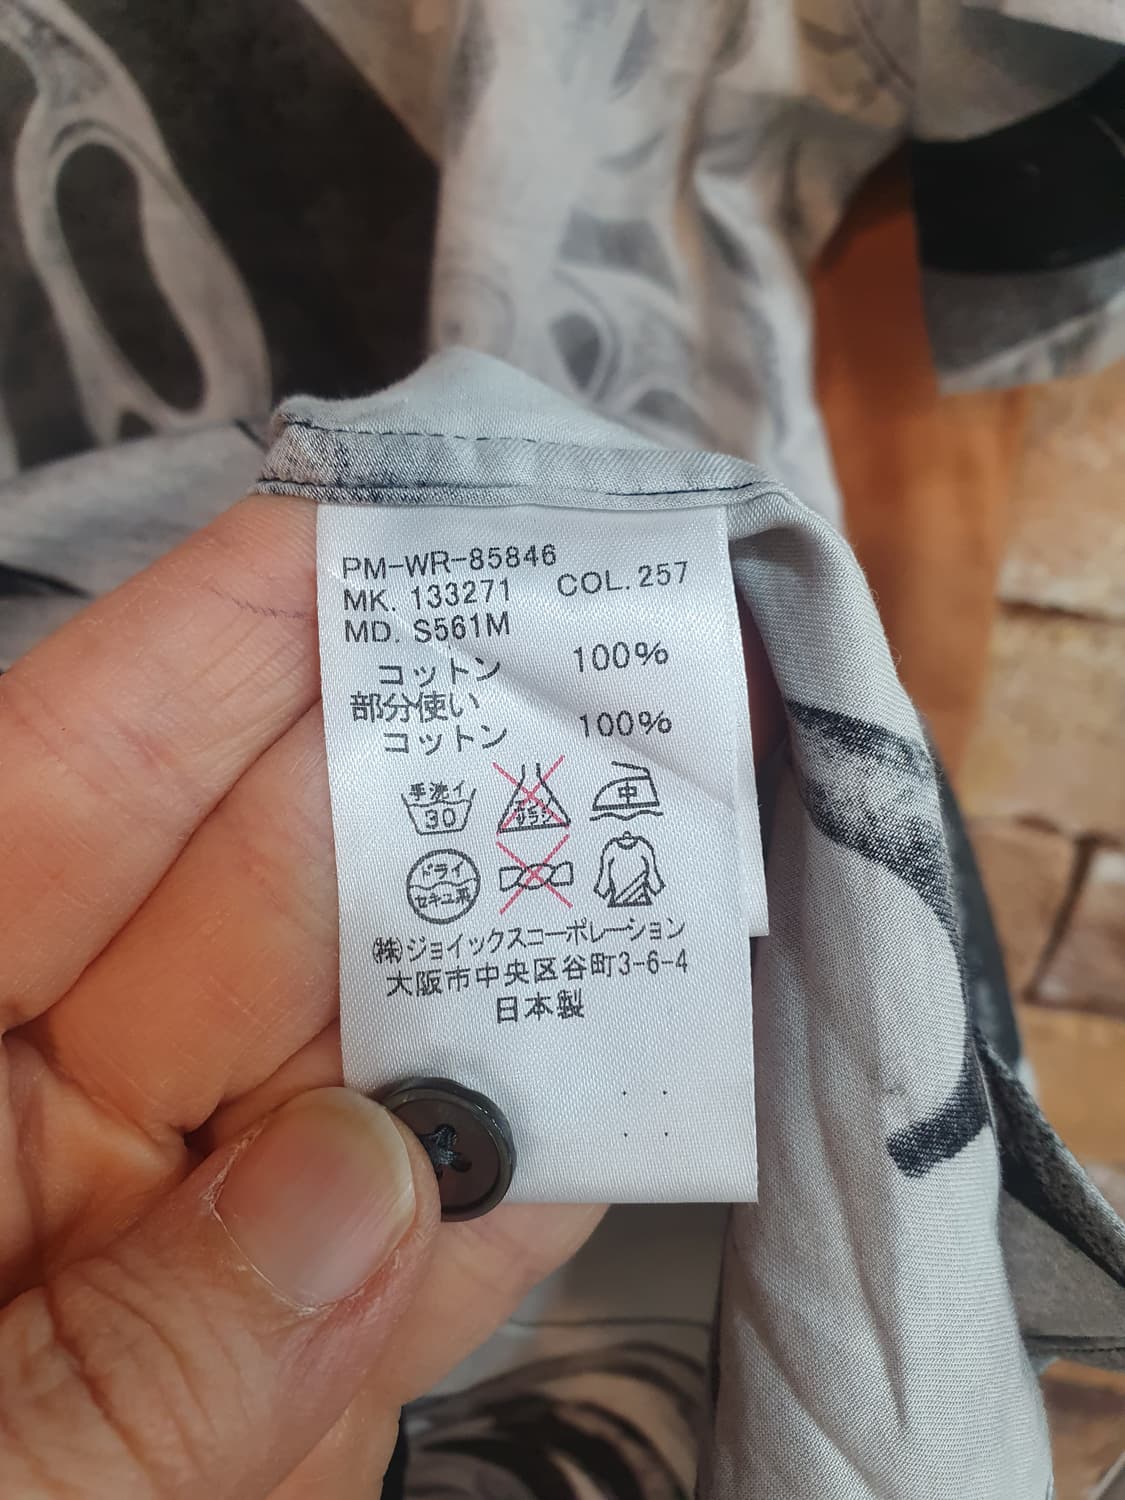 PM-WR-85846
MK. 133271 COL. 257
MD. S561M
コットン 100%
部分使い
コットン 100%
手洗イ
30
サラシ
中
ドライ
セキユ系
㈱ジョイックスコーポレーション
大阪市中央区谷町3-6-4
日本製